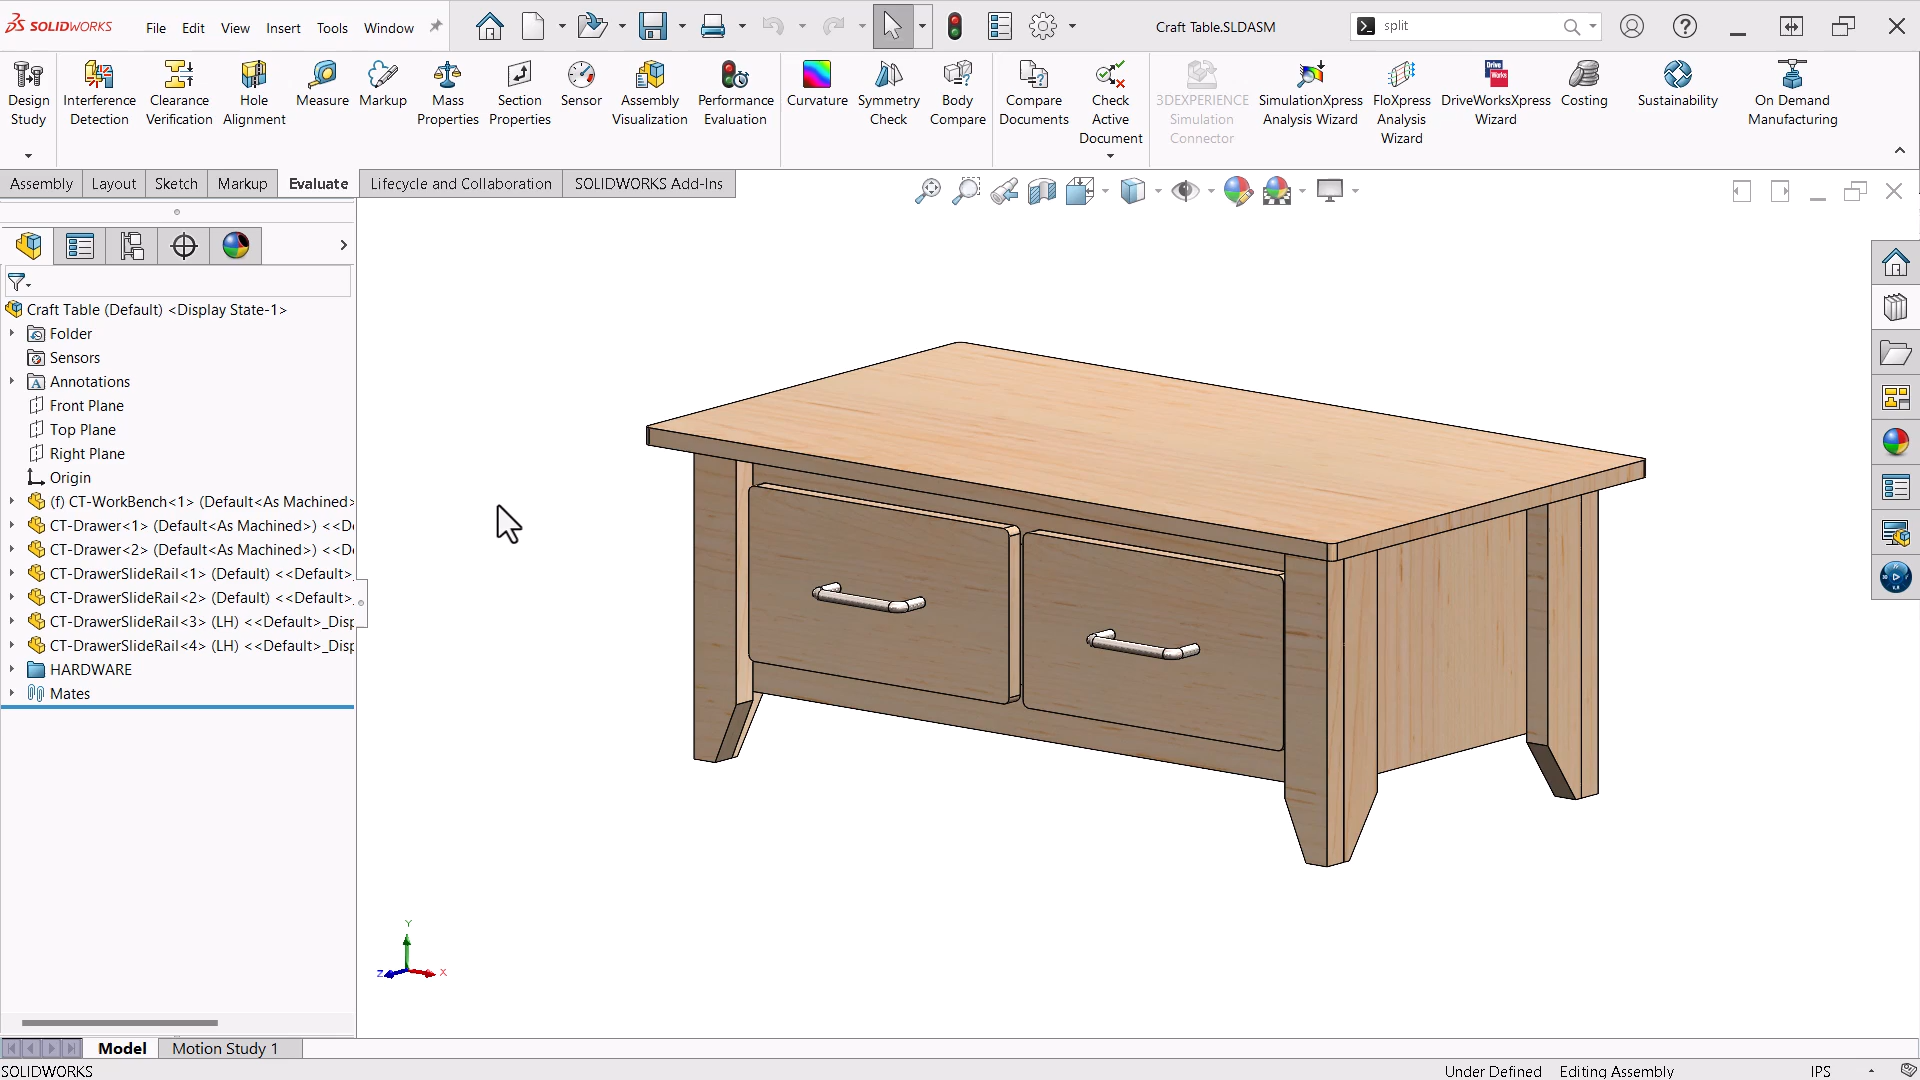 SOLIDWORKS File Edit View Insert Tools Window
Craft Table.SLDASM
split
Design Study
Interference Detection
Clearance Verification
Hole Alignment
Measure
Markup
Mass Properties
Section Properties
Sensor
Assembly Visualization
Performance Evaluation
Curvature
Symmetry Check
Body Compare
Compare Documents
Check Active Document
3DEXPERIENCE Simulation Connector
SimulationXpress Analysis Wizard
FloXpress Analysis Wizard
DriveWorksXpress Wizard
Costing
Sustainability
On Demand Manufacturing
Assembly Layout Sketch Markup Evaluate Lifecycle and Collaboration SOLIDWORKS Add-Ins
Craft Table (Default) <Display State-1>
Folder
Sensors
Annotations
Front Plane
Top Plane
Right Plane
Origin
(f) CT-WorkBench<1> (Default<As Machined>
CT-Drawer<1> (Default<As Machined>) <<D
CT-Drawer<2> (Default<As Machined>) <<D
CT-DrawerSlideRail<1> (Default) <<Default>_
CT-DrawerSlideRail<2> (Default) <<Default>_
CT-DrawerSlideRail<3> (LH) <<Default>_Disp
CT-DrawerSlideRail<4> (LH) <<Default>_Disp
HARDWARE
Mates
Y
Z X
Model Motion Study 1
SOLIDWORKS Under Defined Editing Assembly IPS